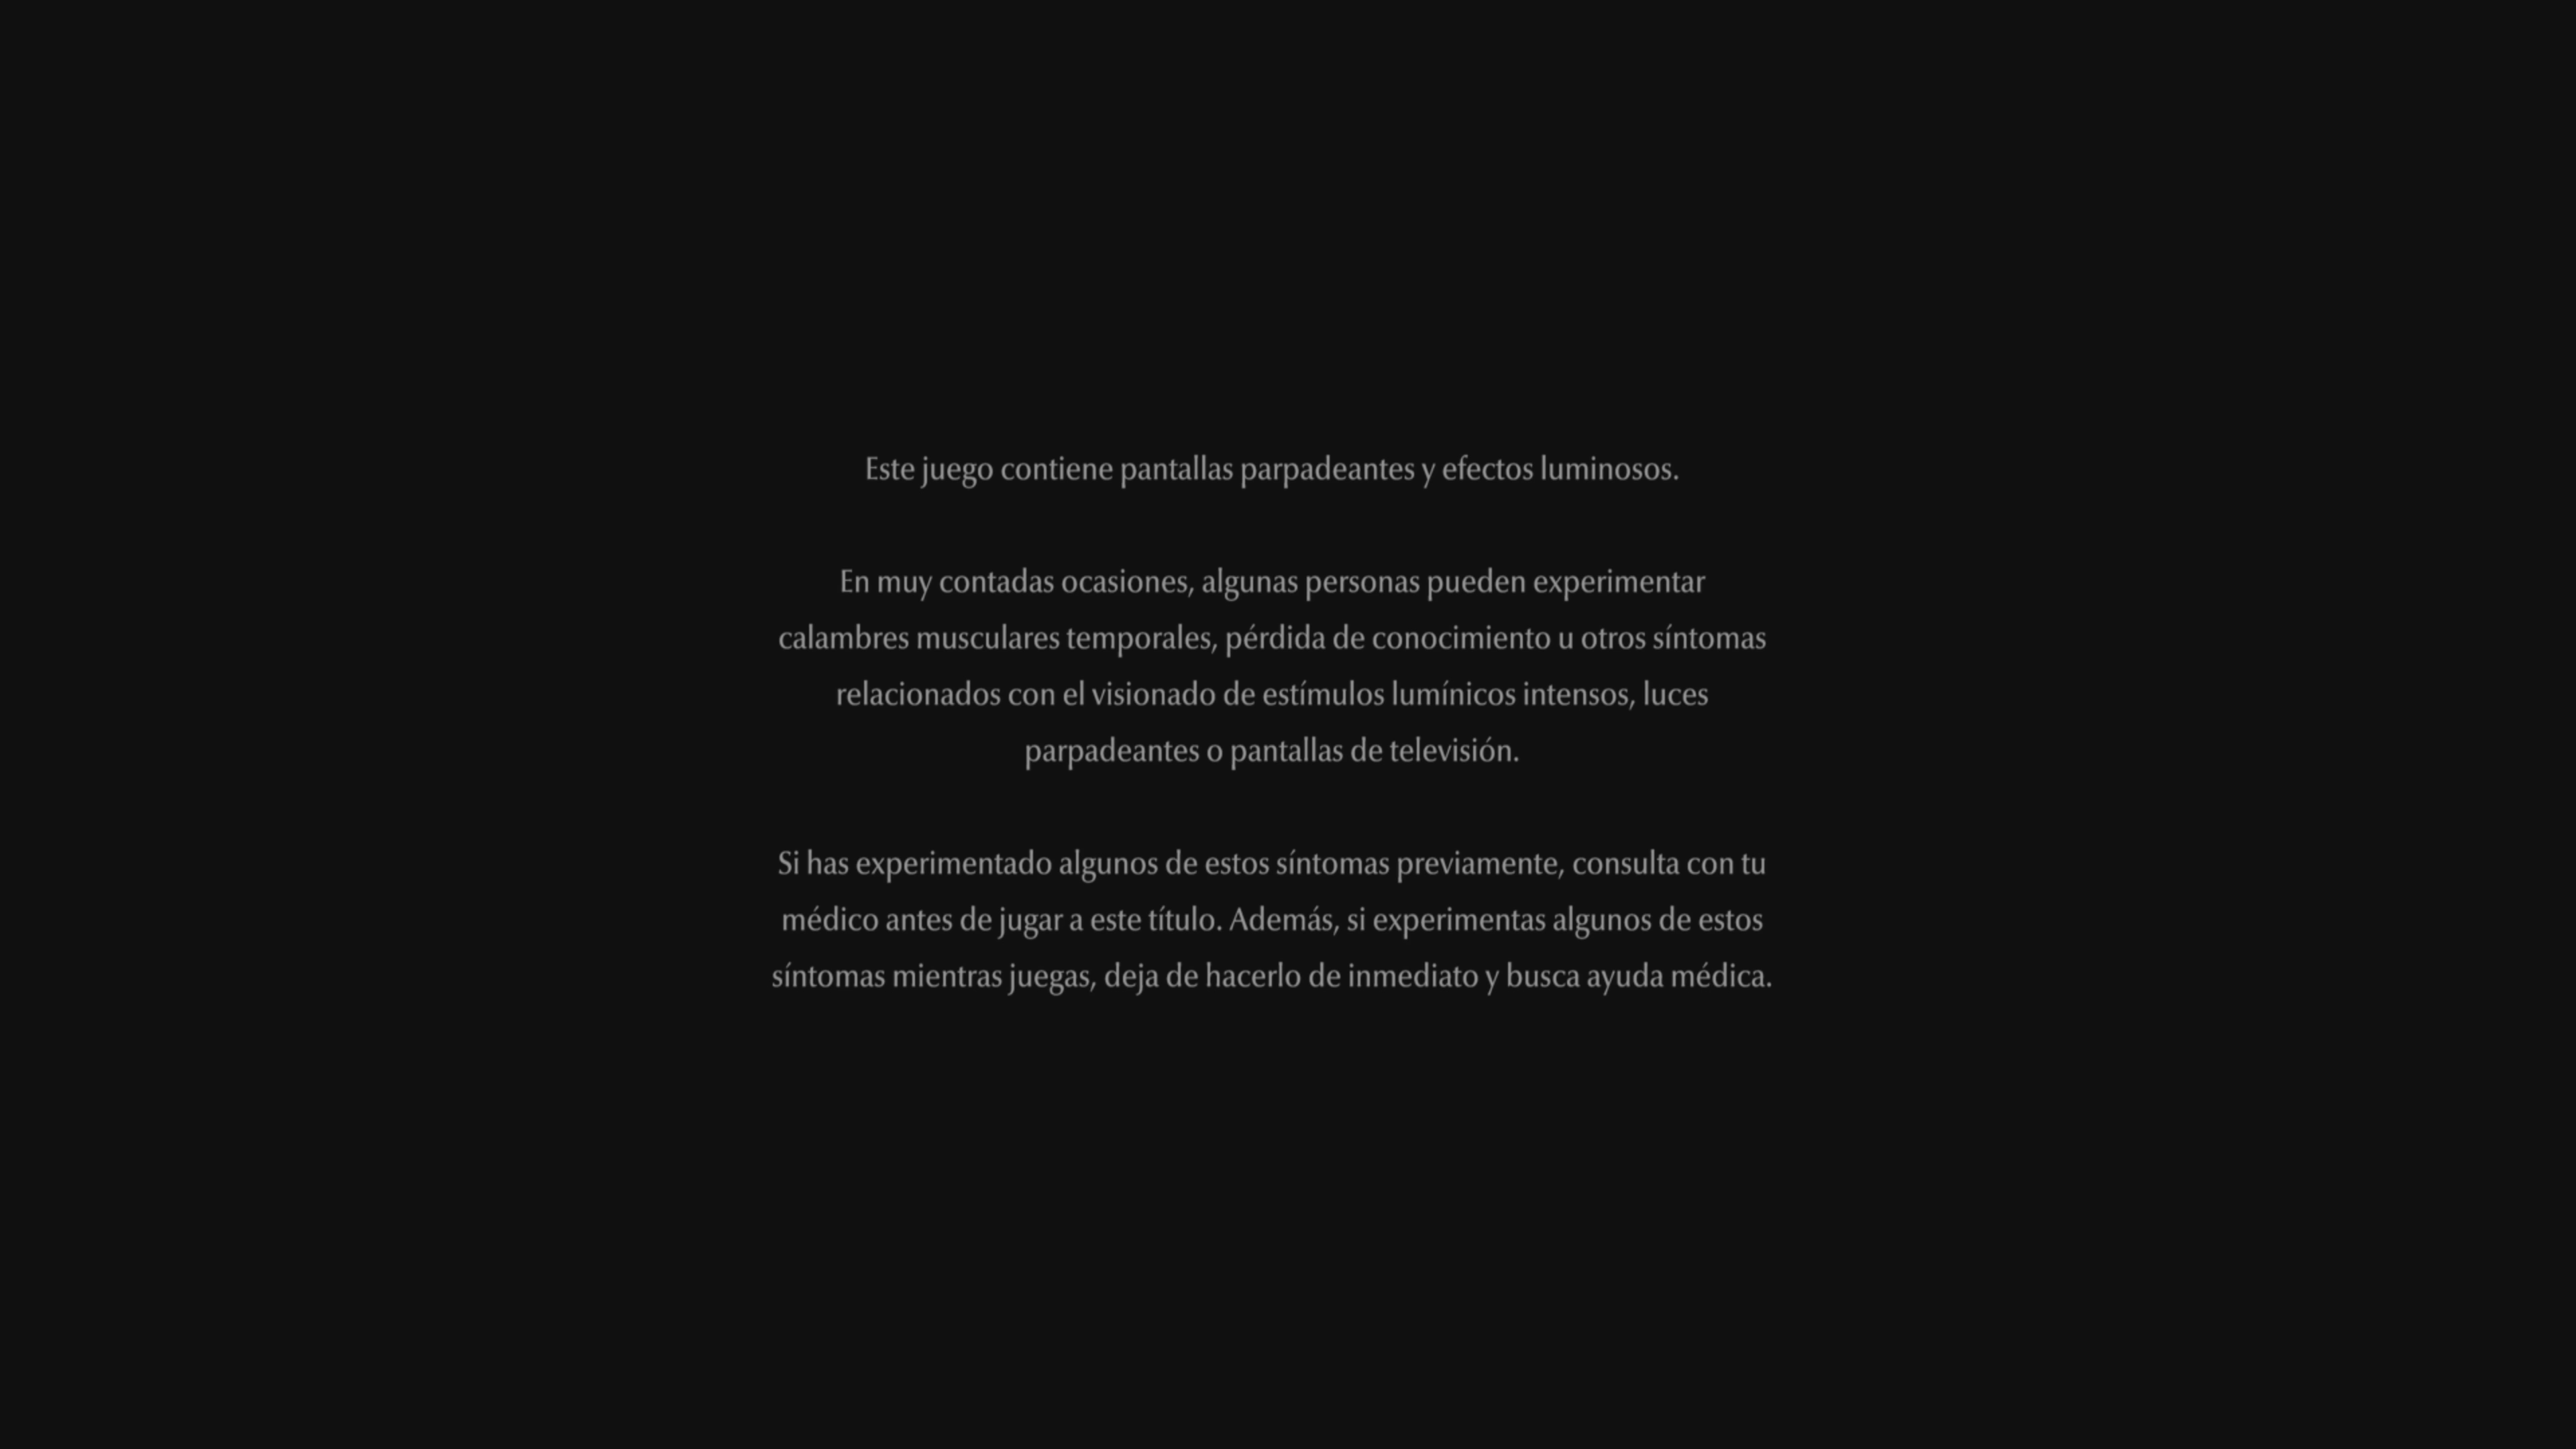 Este juego contiene pantallas parpadeantes y efectos luminosos.
En muy contadas ocasiones, algunas personas pueden experimentar
calambres musculares temporales, pérdida de conocimiento u otros síntomas
relacionados con el visionado de estímulos lumínicos intensos, luces
parpadeantes o pantallas de televisión.
Si has experimentado algunos de estos síntomas previamente, consulta con tu
médico antes de jugar a este título. Además, si experimentas algunos de estos
síntomas mientras juegas, deja de hacerlo de inmediato y busca ayuda médica.